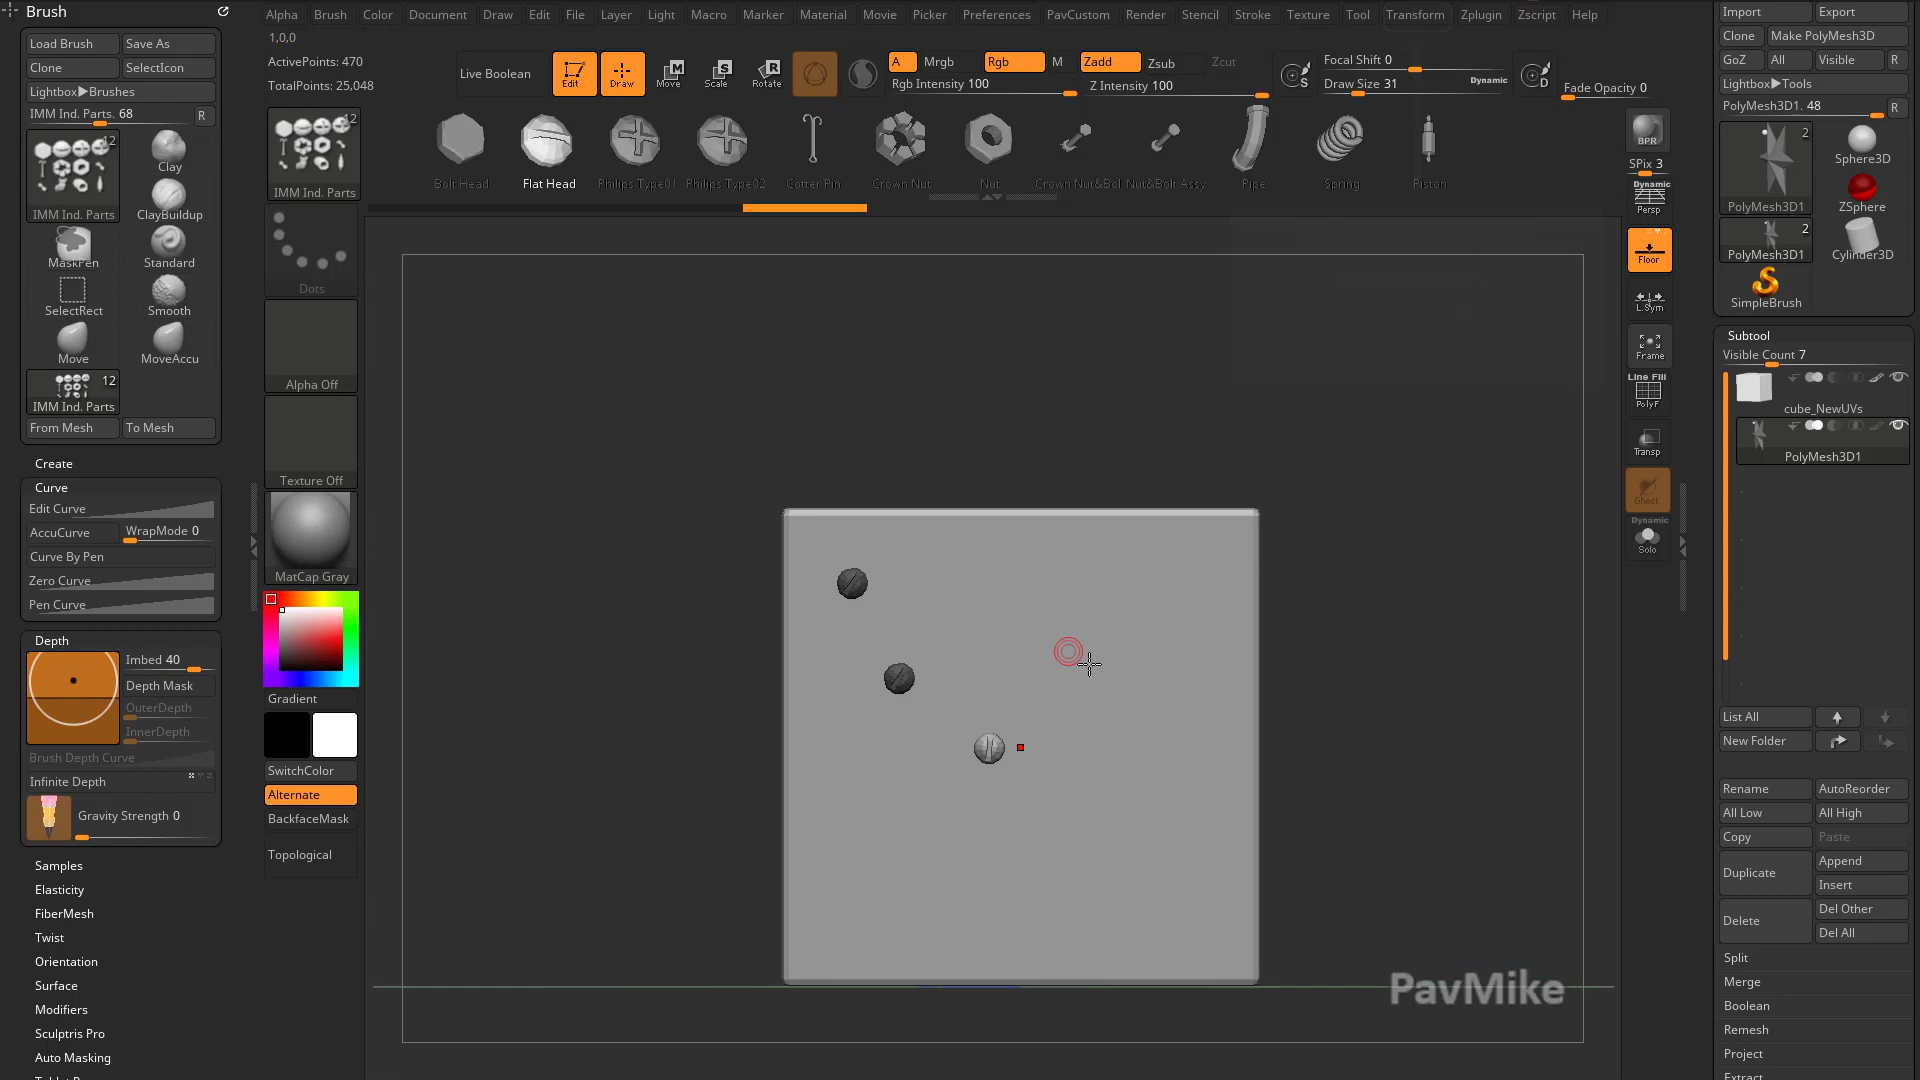 Brush
Load Brush
Save As
Clone
SelectIcon
Lightbox▶Brushes
IMM Ind. Parts. 68
R
12
IMM Ind. Parts
Clay
ClayBuildup
MaskPen
Standard
SelectRect
Smooth
Move
MoveAccu
12
IMM Ind. Parts
From Mesh
To Mesh
Create
Curve
Edit Curve
AccuCurve
WrapMode 0
Curve By Pen
Zero Curve
Pen Curve
Depth
Imbed 40
Depth Mask
OuterDepth
InnerDepth
Brush Depth Curve
Infinite Depth
Gravity Strength 0
Samples
Elasticity
FiberMesh
Twist
Orientation
Surface
Modifiers
Sculptris Pro
Auto Masking
Alpha Brush Color Document Draw Edit File Layer Light Macro Marker Material Movie Picker Preferences PavCustom Render Stencil Stroke Texture Tool Transform Zplugin Zscript Help
1,0,0
ActivePoints: 470
TotalPoints: 25,048
Live Boolean
Edit
Draw
Move
Scale
Rotate
A
Mrgb
Rgb
M
Zadd
Zsub
Zcut
Rgb Intensity 100
Z Intensity 100
S
Focal Shift 0
Draw Size 31
Dynamic
D
Fade Opacity 0
12
IMM Ind. Parts
Bolt Head
Flat Head
Philips Type01
Philips Type02
Cotter Pin
Crown Nut
Nut
Crown Nut&Bol
Nut&Bolt Assy
Pipe
Spring
Piston
Dots
Alpha Off
Texture Off
MatCap Gray
Gradient
SwitchColor
Alternate
BackfaceMask
Topological
PavMike
BPR
SPix 3
Dynamic
Persp
Floor
L.Sym
Frame
Line Fill
PolyF
Transp
Ghost
Dynamic
Solo
Import
Export
Clone
Make PolyMesh3D
GoZ
All
Visible
R
Lightbox▶Tools
PolyMesh3D1. 48
R
2
PolyMesh3D1
Sphere3D
ZSphere
2
PolyMesh3D1
Cylinder3D
SimpleBrush
Subtool
Visible Count 7
cube_NewUVs
PolyMesh3D1
List All
New Folder
Rename
AutoReorder
All Low
All High
Copy
Paste
Duplicate
Append
Insert
Delete
Del Other
Del All
Split
Merge
Boolean
Remesh
Project
Extract